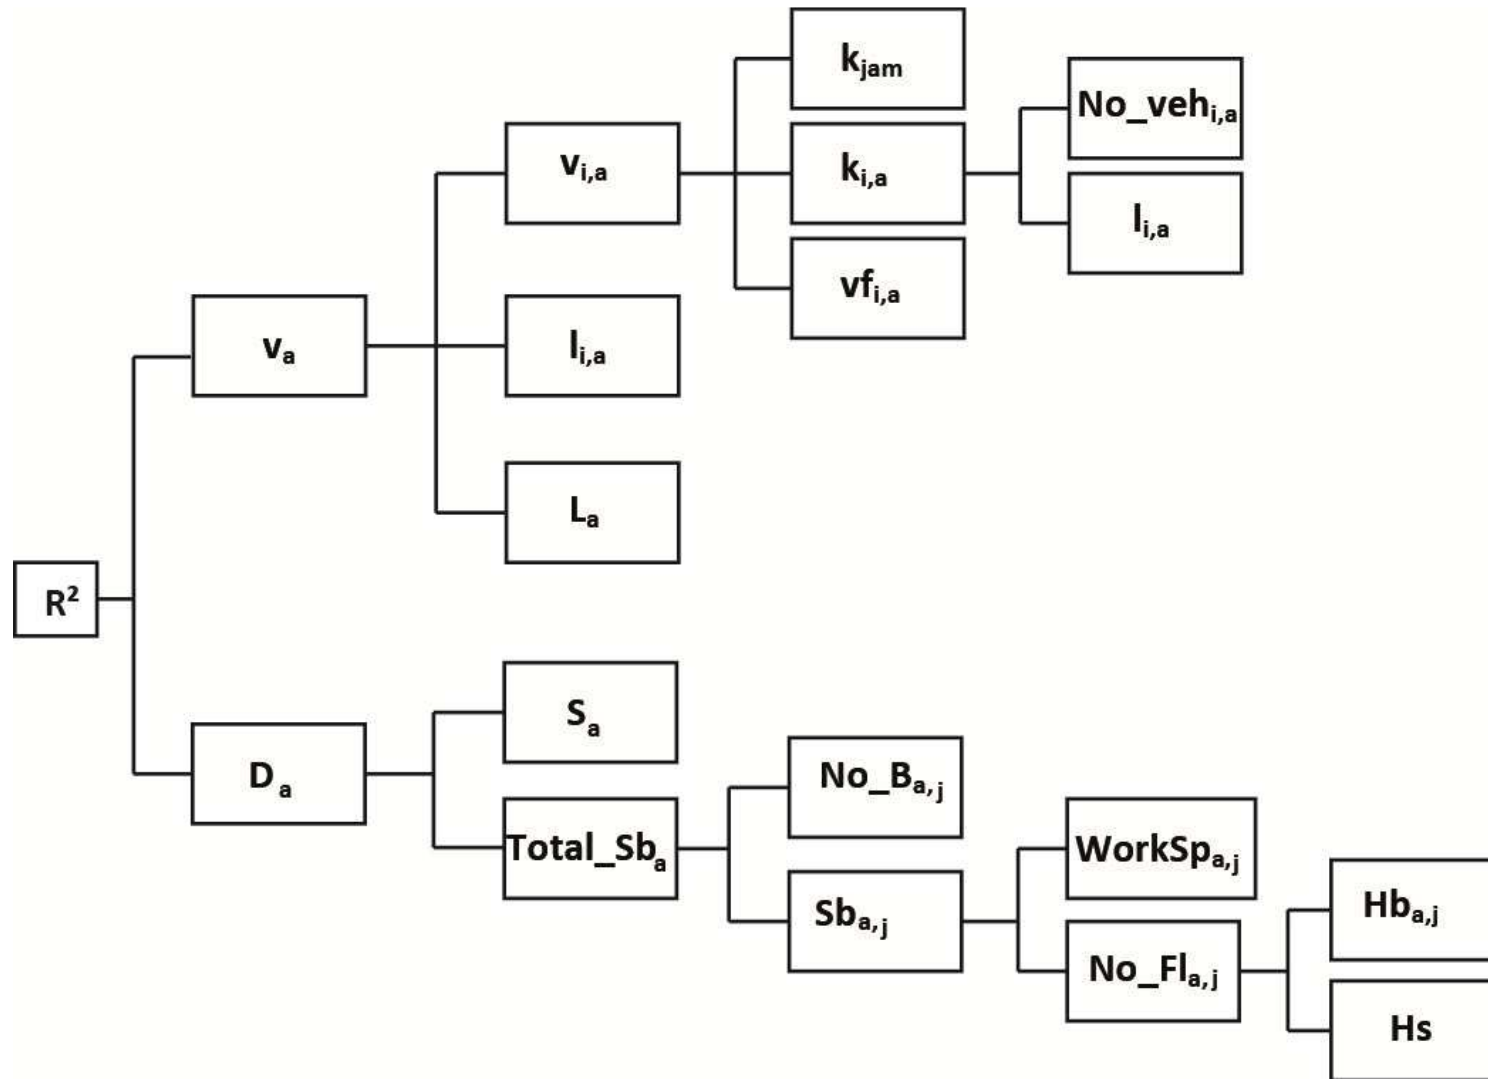 k_jam
No_veh_i,a
v_i,a
k_i,a
l_i,a
vf_i,a
v_a
l_i,a
L_a
R²
S_a
D_a
No_B_a,j
Total_Sb_a
WorkSp_a,j
Sb_a,j
Hb_a,j
No_Fl_a,j
Hs